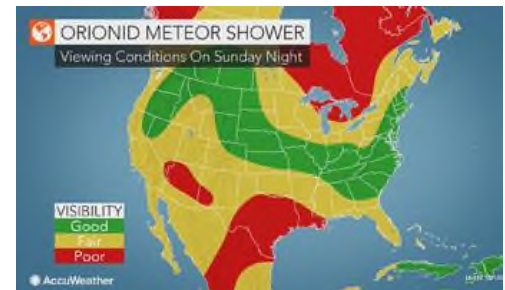 ORIONID METEOR SHOWER
Viewing Conditions On Sunday Night
VISIBILITY
Good
Fair
Poor
AccuWeather